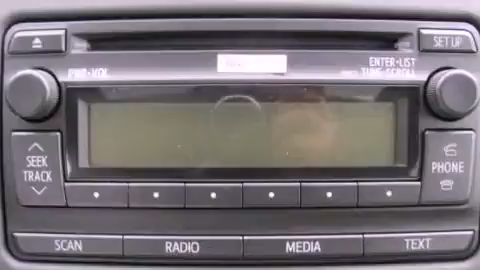 SET UP
PWR•VOL
ENTER•LIST
TUNE•SCROLL
SEEK
TRACK
PHONE
SCAN
RADIO
MEDIA
TEXT